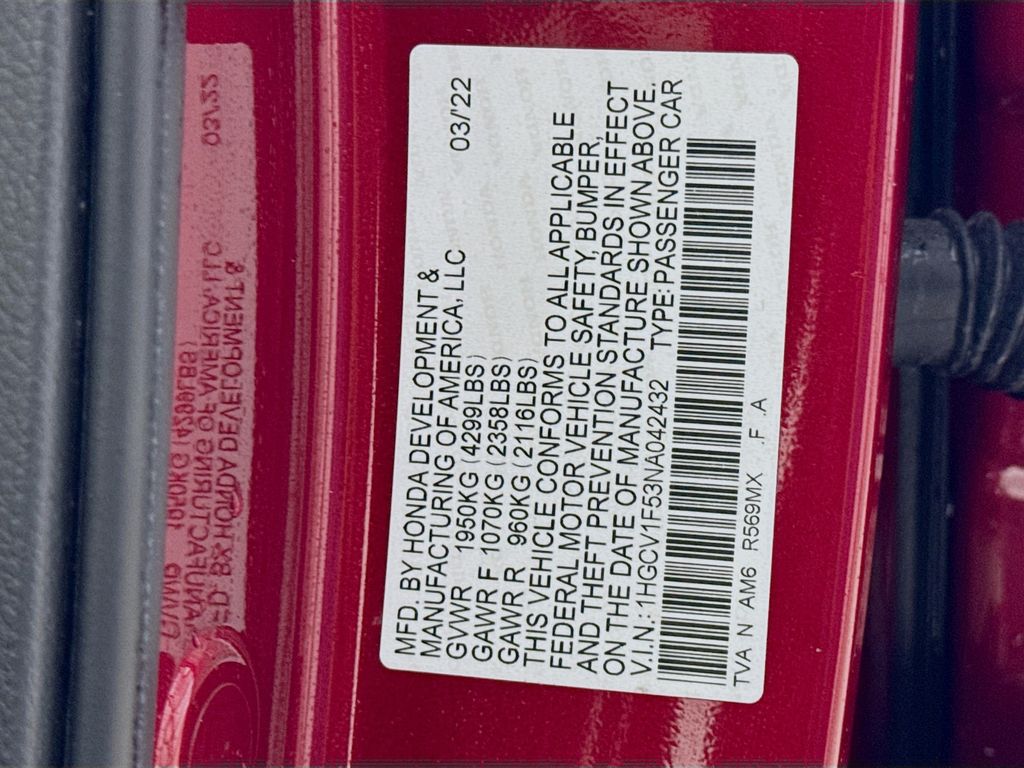 MFD. BY HONDA DEVELOPMENT &
MANUFACTURING OF AMERICA, LLC 03/'22
GVWR 1950KG (4299LBS)
GAWR F 1070KG (2358LBS)
GAWR R 960KG (2116LBS)
THIS VEHICLE CONFORMS TO ALL APPLICABLE
FEDERAL MOTOR VEHICLE SAFETY, BUMPER,
AND THEFT PREVENTION STANDARDS IN EFFECT
ON THE DATE OF MANUFACTURE SHOWN ABOVE.
V.I.N.: 1HGCV1F53NA042432 TYPE: PASSENGER CAR
TVA N AM6 R569MX F A